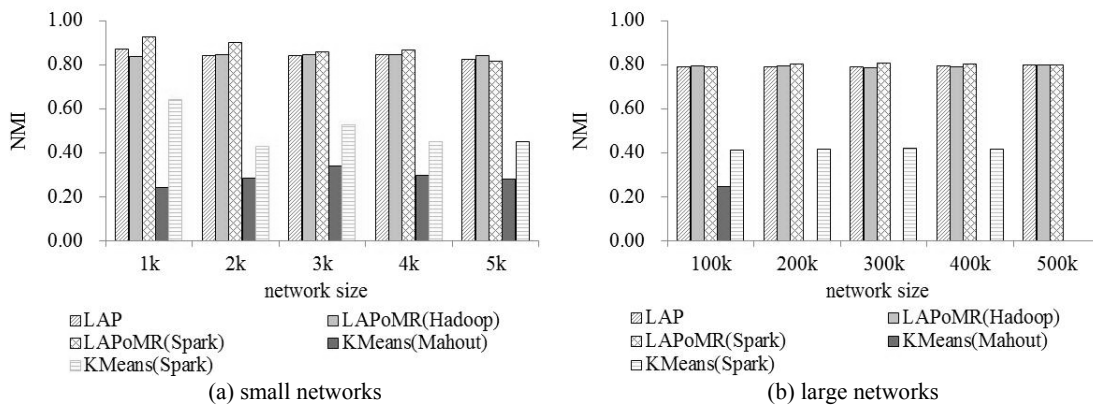 1.00
0.80
0.60
0.40
0.20
0.00
NMI
1k 2k 3k 4k 5k
network size
LAP LAPoMR(Hadoop)
LAPoMR(Spark) KMeans(Mahout)
KMeans(Spark)
(a) small networks
1.00
0.80
0.60
0.40
0.20
0.00
NMI
100k 200k 300k 400k 500k
network size
LAP LAPoMR(Hadoop)
LAPoMR(Spark) KMeans(Mahout)
KMeans(Spark)
(b) large networks